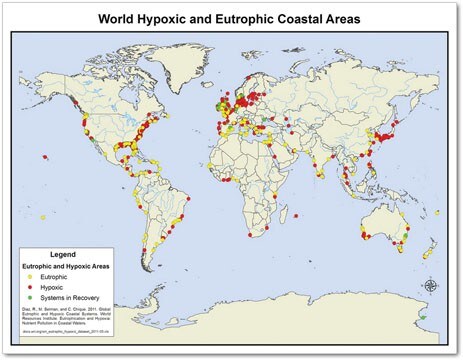 World Hypoxic and Eutrophic Coastal Areas
Legend
Eutrophic and Hypoxic Areas
Eutrophic
Hypoxic
Systems in Recovery
Diaz, R., M. Selman, and C. Chique. 2011. Global
Eutrophic and Hypoxic Coastal Systems. World
Resources Institute. Eutrophication and Hypoxia:
Nutrient Pollution in Coastal Waters.